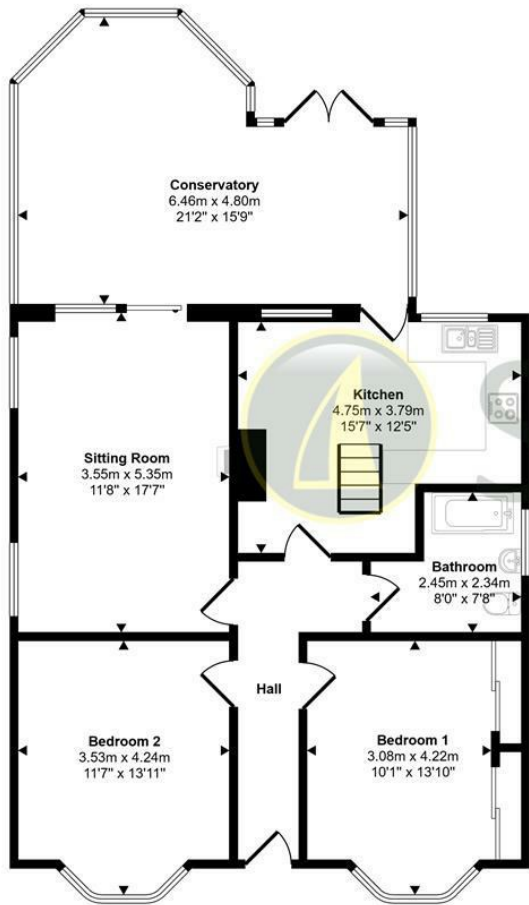 Conservatory
6.46m x 4.80m
21'2" x 15'9"
Kitchen
4.75m x 3.79m
15'7" x 12'5"
Sitting Room
3.55m x 5.35m
11'8" x 17'7"
Bathroom
2.45m x 2.34m
8'0" x 7'8"
Hall
Bedroom 2
3.53m x 4.24m
11'7" x 13'11"
Bedroom 1
3.08m x 4.22m
10'1" x 13'10"